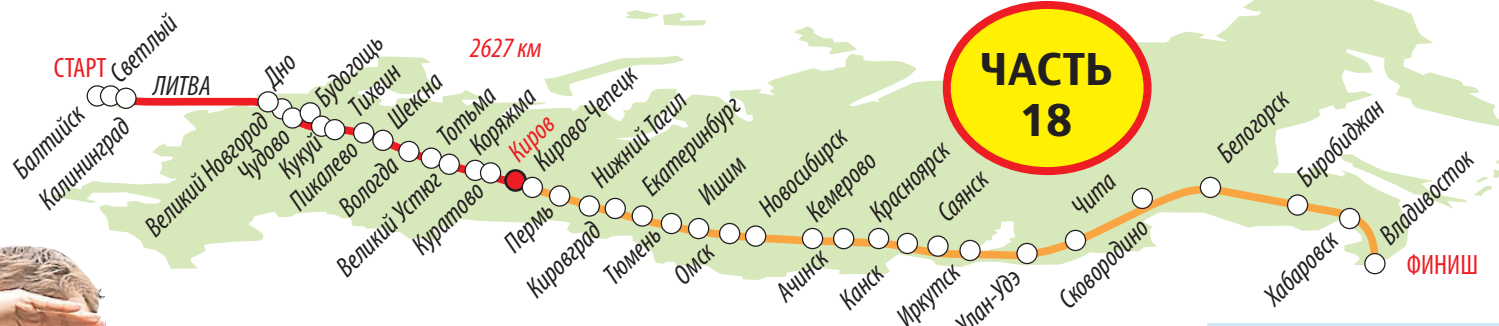 СТАРТ
Светлый
ЛИТВА
2627 км
ЧАСТЬ
18
Балтийск
Калининград
Дно
Великий Новгород
Чудово
Будогощь
Кукуй
Тихвин
Пикалево
Шексна
Вологда
Тотьма
Великий Устюг
Коряжма
Куратово
Киров
Кирово-Чепецк
Пермь
Кировград
Нижний Тагил
Екатеринбург
Тюмень
Ишим
Омск
Новосибирск
Кемерово
Ачинск
Красноярск
Канск
Саянск
Иркутск
Улан-Удэ
Чита
Сковородино
Белогорск
Биробиджан
Хабаровск
Владивосток
ФИНИШ